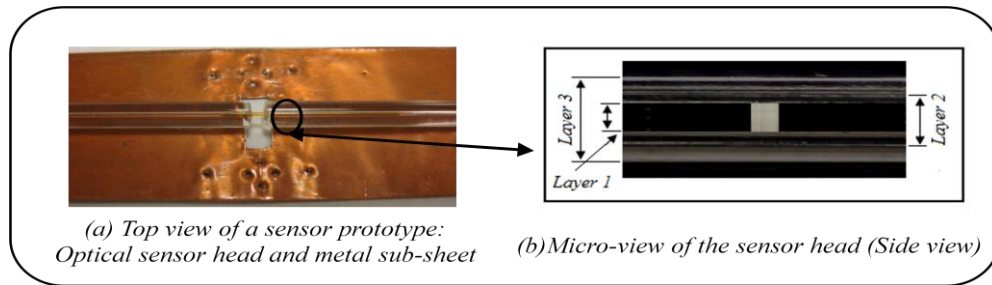 Layer 3
Layer 2
Layer 1
(a) Top view of a sensor prototype:
Optical sensor head and metal sub-sheet
(b)Micro-view of the sensor head (Side view)